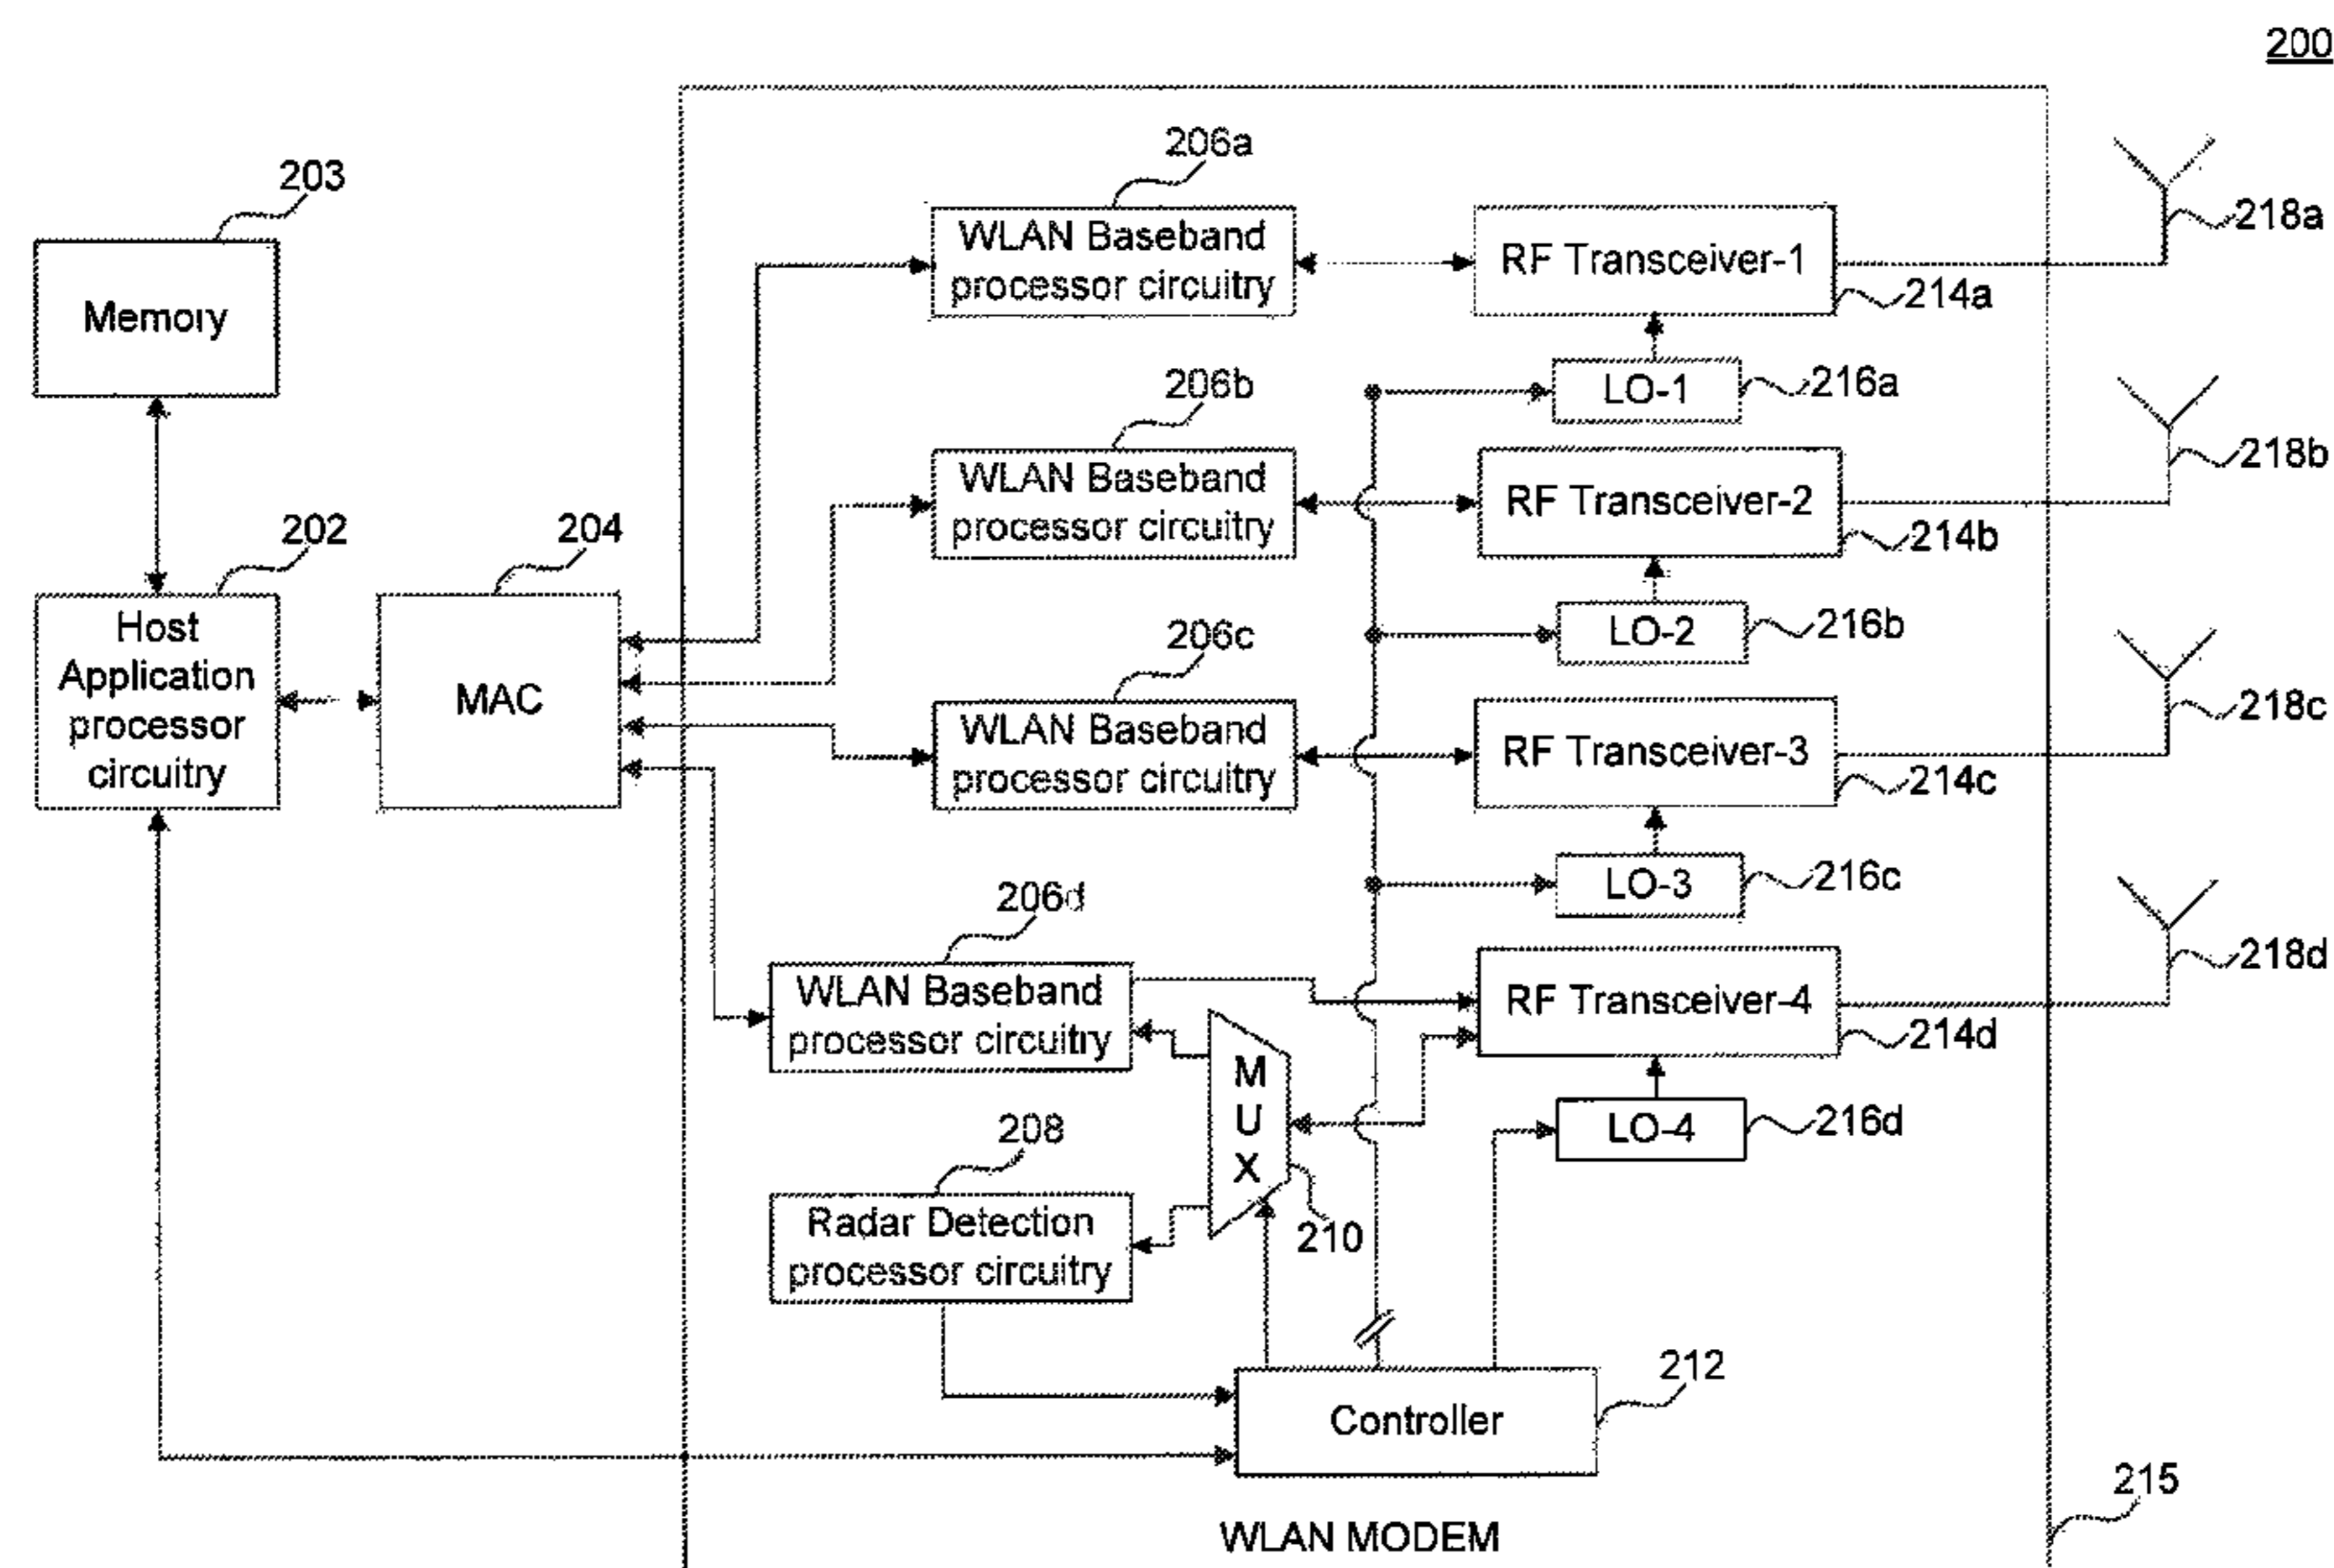 200
203
Memory
202
Host
Application
processor
circuitry
204
MAC
206a
WLAN Baseband
processor circuitry
RF Transceiver-1
214a
218a
LO-1
216a
206b
WLAN Baseband
processor circuitry
RF Transceiver-2
214b
218b
LO-2
216b
206c
WLAN Baseband
processor circuitry
RF Transceiver-3
214c
218c
LO-3
216c
206d
WLAN Baseband
processor circuitry
RF Transceiver-4
214d
218d
LO-4
216d
M
U
X
210
208
Radar Detection
processor circuitry
Controller
212
215
WLAN MODEM